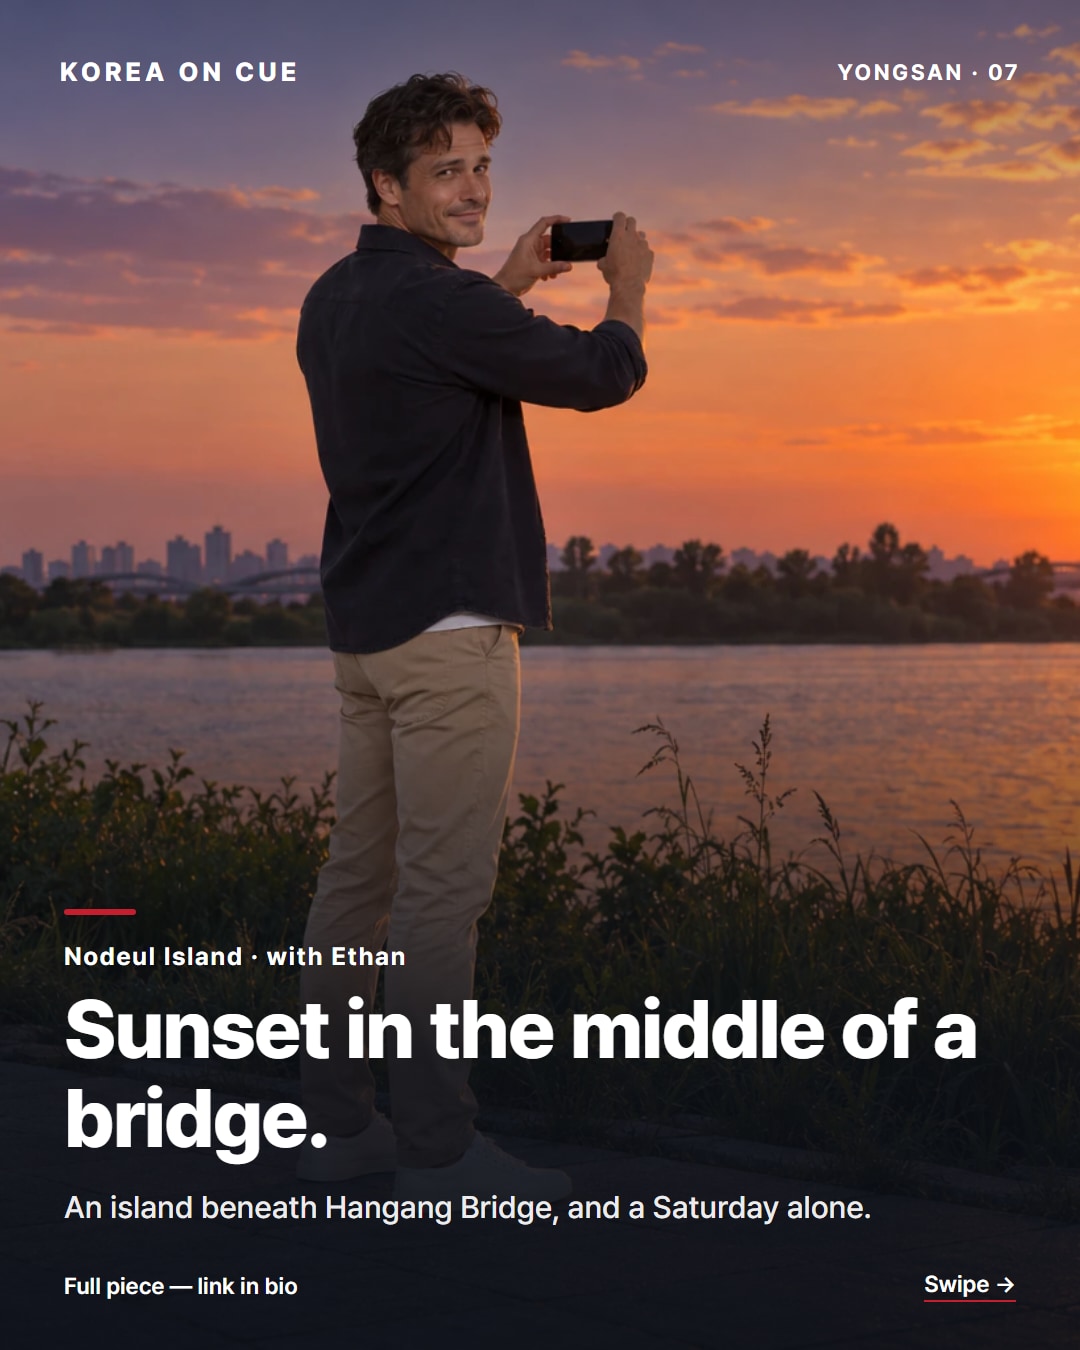 KOREA ON CUE
YONGSAN · 07
Nodeul Island · with Ethan
Sunset in the middle of a
bridge.
An island beneath Hangang Bridge, and a Saturday alone.
Full piece — link in bio
Swipe →